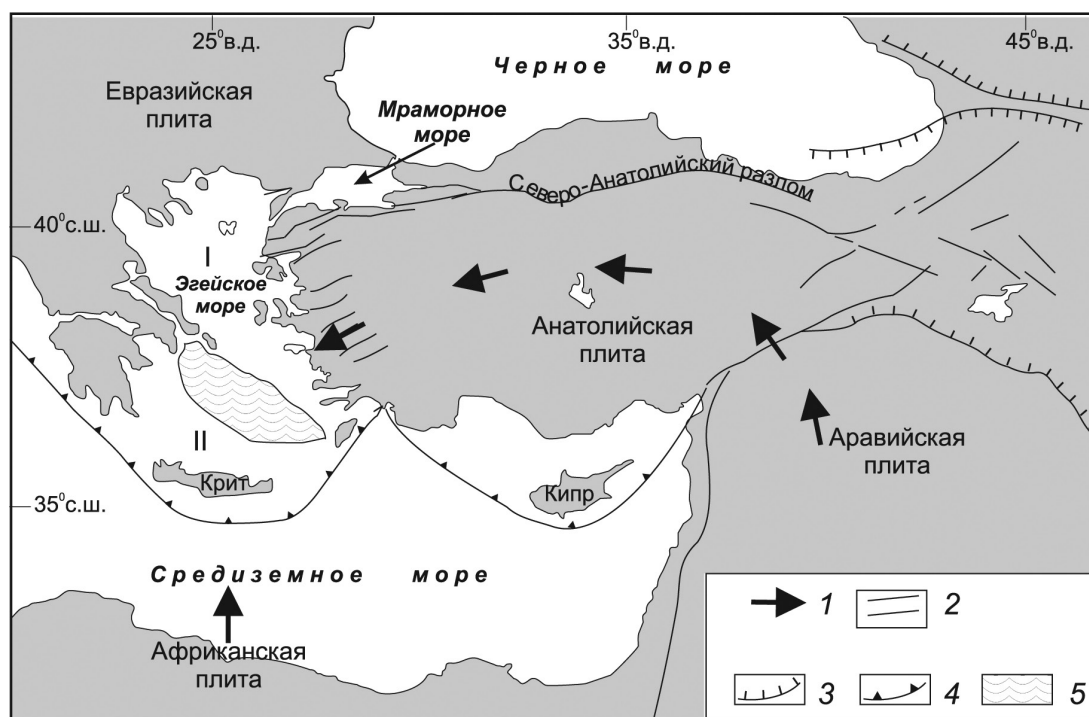 25⁰в.д.
35⁰в.д.
45⁰в.д.
Черное море
Евразийская
плита
Мраморное
море
Северо-Анатолийский разлом
40⁰с.ш.
I
Эгейское
море
Анатолийская
плита
II
Аравийская
плита
Крит
Кипр
35⁰с.ш.
Средиземное море
Африканская
плита
1
2
3
4
5